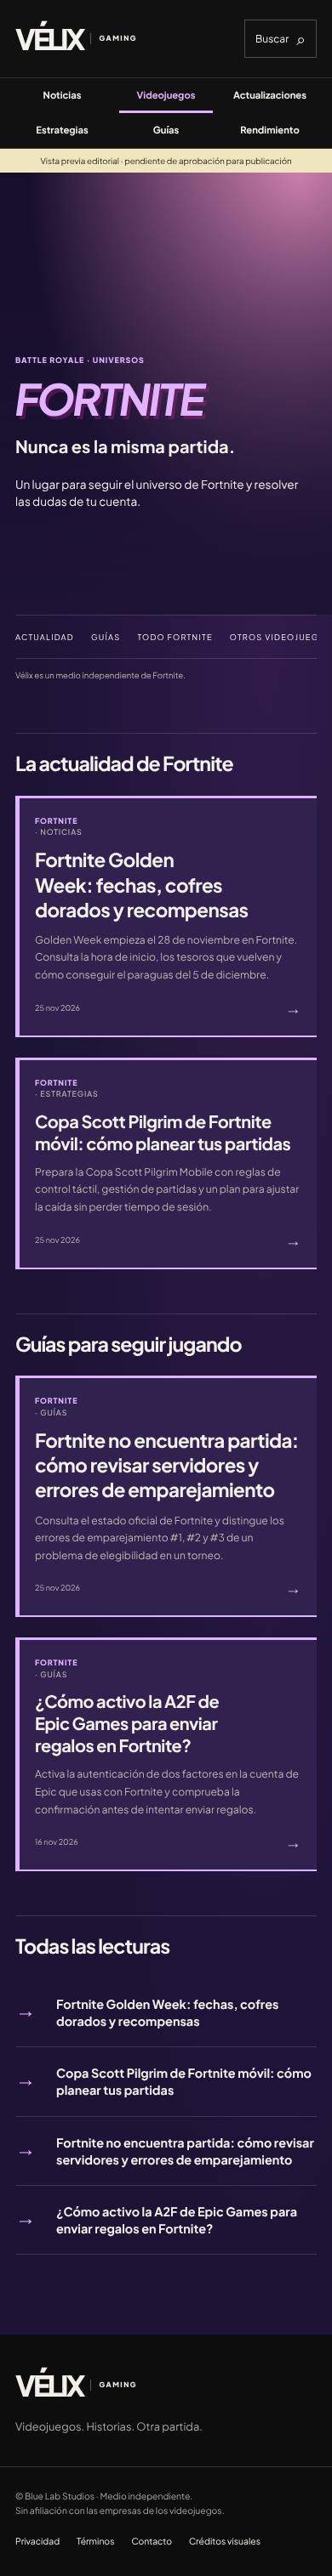 VÉLIX GAMING
Buscar
Noticias Videojuegos Actualizaciones
Estrategias Guías Rendimiento
Vista previa editorial · pendiente de aprobación para publicación
BATTLE ROYALE · UNIVERSOS
FORTNITE
Nunca es la misma partida.
Un lugar para seguir el universo de Fortnite y resolver
las dudas de tu cuenta.
ACTUALIDAD GUÍAS TODO FORTNITE OTROS VIDEOJUEG
Vélix es un medio independiente de Fortnite.
La actualidad de Fortnite
FORTNITE
· NOTICIAS
Fortnite Golden
Week: fechas, cofres
dorados y recompensas
Golden Week empieza el 28 de noviembre en Fortnite.
Consulta la hora de inicio, los tesoros que vuelven y
cómo conseguir el paraguas del 5 de diciembre.
25 nov 2026
→
FORTNITE
· ESTRATEGIAS
Copa Scott Pilgrim de Fortnite
móvil: cómo planear tus partidas
Prepara la Copa Scott Pilgrim Mobile con reglas de
control táctil, gestión de partidas y un plan para ajustar
la caída sin perder tiempo de sesión.
25 nov 2026
→
Guías para seguir jugando
FORTNITE
· GUÍAS
Fortnite no encuentra partida:
cómo revisar servidores y
errores de emparejamiento
Consulta el estado oficial de Fortnite y distingue los
errores de emparejamiento #1, #2 y #3 de un
problema de elegibilidad en un torneo.
25 nov 2026
→
FORTNITE
· GUÍAS
¿Cómo activo la A2F de
Epic Games para enviar
regalos en Fortnite?
Activa la autenticación de dos factores en la cuenta de
Epic que usas con Fortnite y comprueba la
confirmación antes de intentar enviar regalos.
16 nov 2026
→
Todas las lecturas
→ Fortnite Golden Week: fechas, cofres
dorados y recompensas
→ Copa Scott Pilgrim de Fortnite móvil: cómo
planear tus partidas
→ Fortnite no encuentra partida: cómo revisar
servidores y errores de emparejamiento
→ ¿Cómo activo la A2F de Epic Games para
enviar regalos en Fortnite?
VÉLIX GAMING
Videojuegos. Historias. Otra partida.
© Blue Lab Studios · Medio independiente.
Sin afiliación con las empresas de los videojuegos.
Privacidad Términos Contacto Créditos visuales